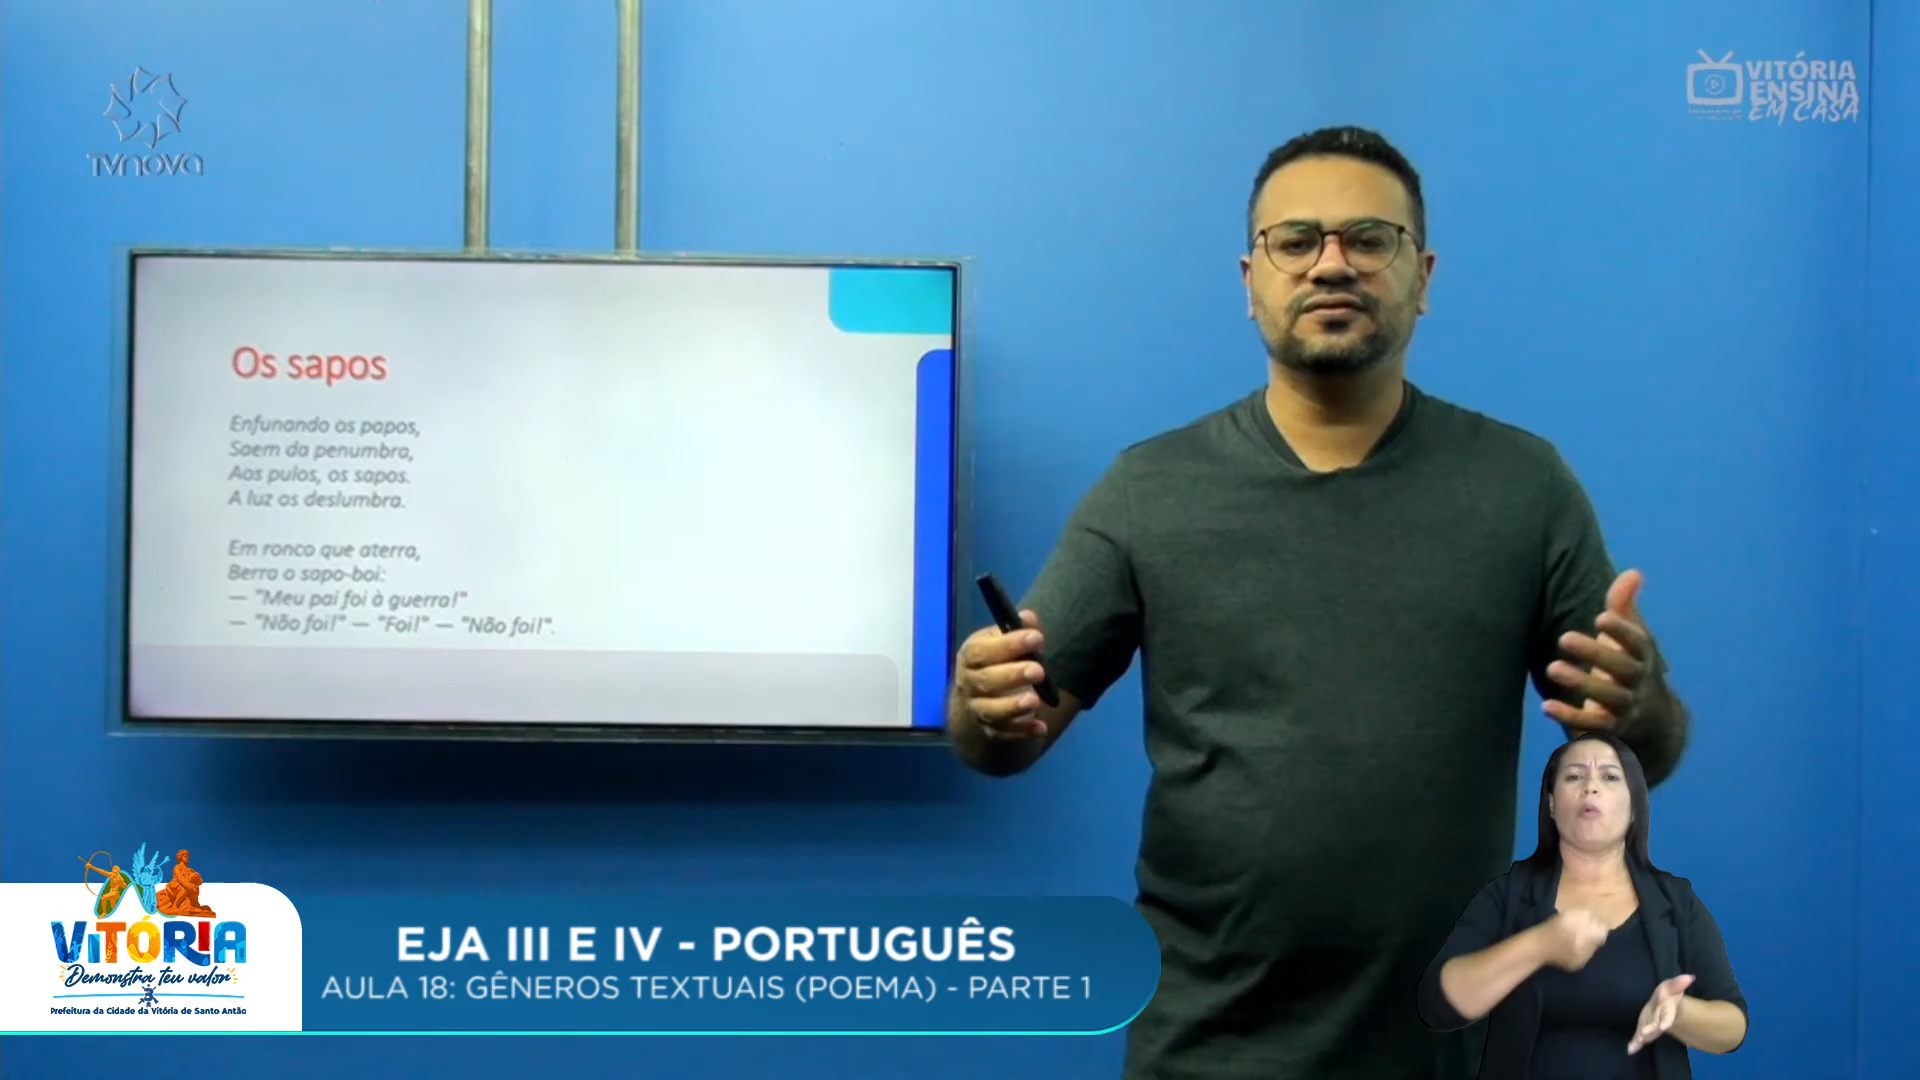 TVNOVA
VITÓRIA
ENSINA
EM CASA
Os sapos
Enfunando os papos,
Saem da penumbra,
Aos pulos, os sapos.
A luz os deslumbra.
Em ronco que aterra,
Berra o sapo-boi:
— "Meu pai foi à guerra!"
— "Não foi!" — "Foi!" — "Não foi!".
VITÓRIA
Demonstra teu valor
Prefeitura da Cidade da Vitória de Santo Antão
EJA III E IV - PORTUGUÊS
AULA 18: GÊNEROS TEXTUAIS (POEMA) - PARTE 1